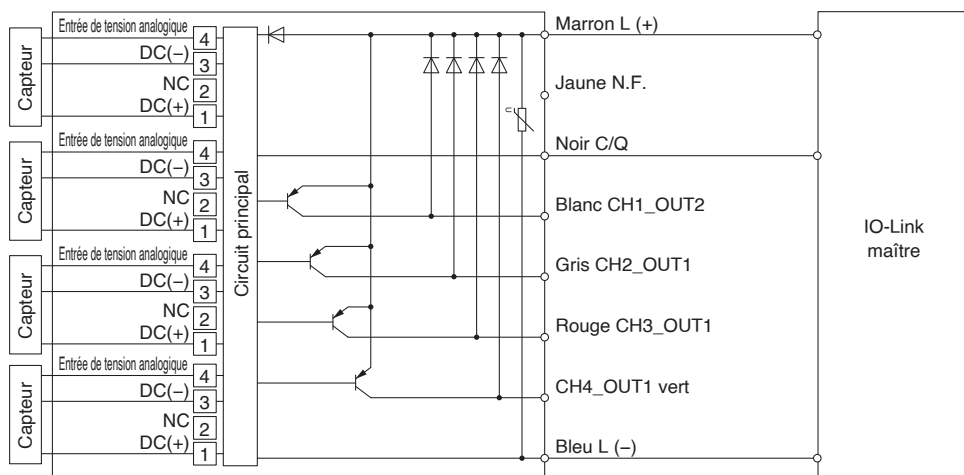 Capteur
Entrée de tension analogique 4
DC(−) 3
NC 2
DC(+) 1
Capteur
Entrée de tension analogique 4
DC(−) 3
NC 2
DC(+) 1
Capteur
Entrée de tension analogique 4
DC(−) 3
NC 2
DC(+) 1
Capteur
Entrée de tension analogique 4
DC(−) 3
NC 2
DC(+) 1
Circuit principal
U
Marron L (+)
Jaune N.F.
Noir C/Q
Blanc CH1_OUT2
Gris CH2_OUT1
Rouge CH3_OUT1
CH4_OUT1 vert
Bleu L (−)
IO-Link
maître